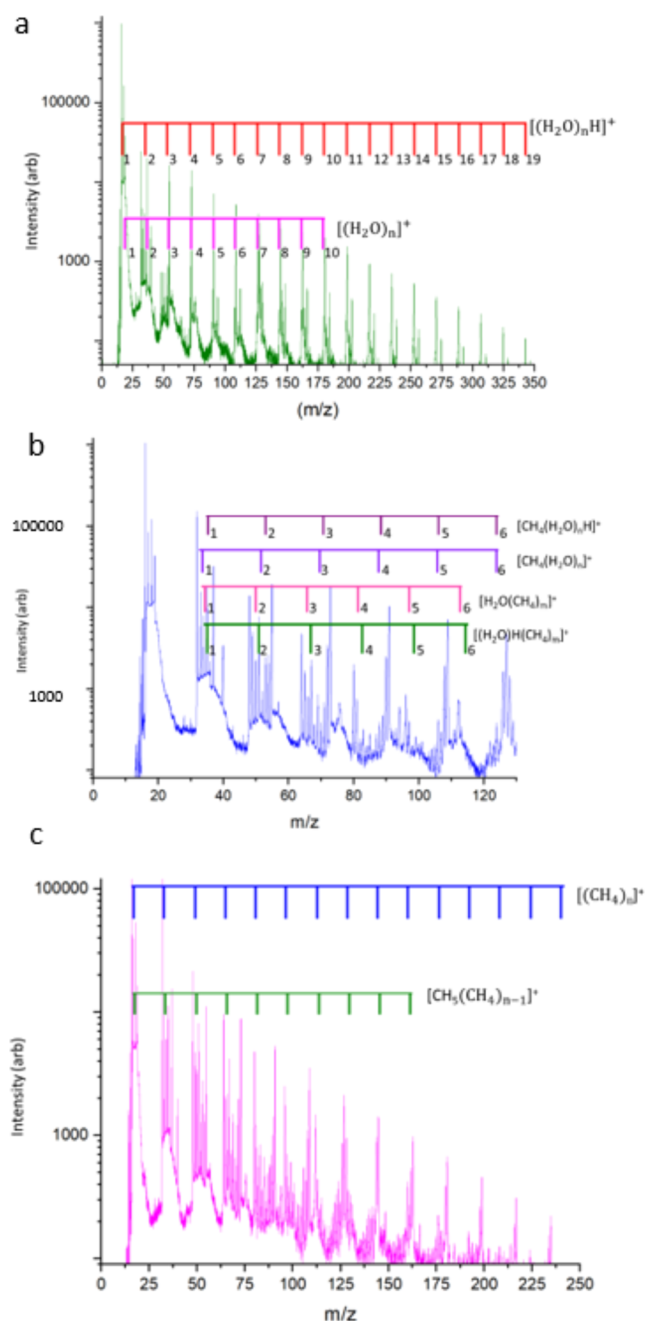 a
100000
[(H₂O)ₙH]⁺
1 2 3 4 5 6 7 8 9 10 11 12 13 14 15 16 17 18 19
[(H₂O)ₙ]⁺
1 2 3 4 5 6 7 8 9 10
1000
Intensity (arb)
0 25 50 75 100 125 150 175 200 225 250 275 300 325 350
(m/z)
b
100000
[CH₄(H₂O)ₙH]⁺
1 2 3 4 5 6
[CH₄(H₂O)ₙ]⁺
1 2 3 4 5 6
[H₂O(CH₄)ₘ]⁺
1 2 3 4 5 6
[(H₂O)H(CH₄)ₘ]⁺
1 2 3 4 5 6
1000
Intensity (arb)
0 20 40 60 80 100 120
m/z
c
100000
[(CH₄)ₙ]⁺
[CH₅(CH₄)ₙ₋₁]⁺
1000
Intensity (arb)
0 25 50 75 100 125 150 175 200 225 250
m/z